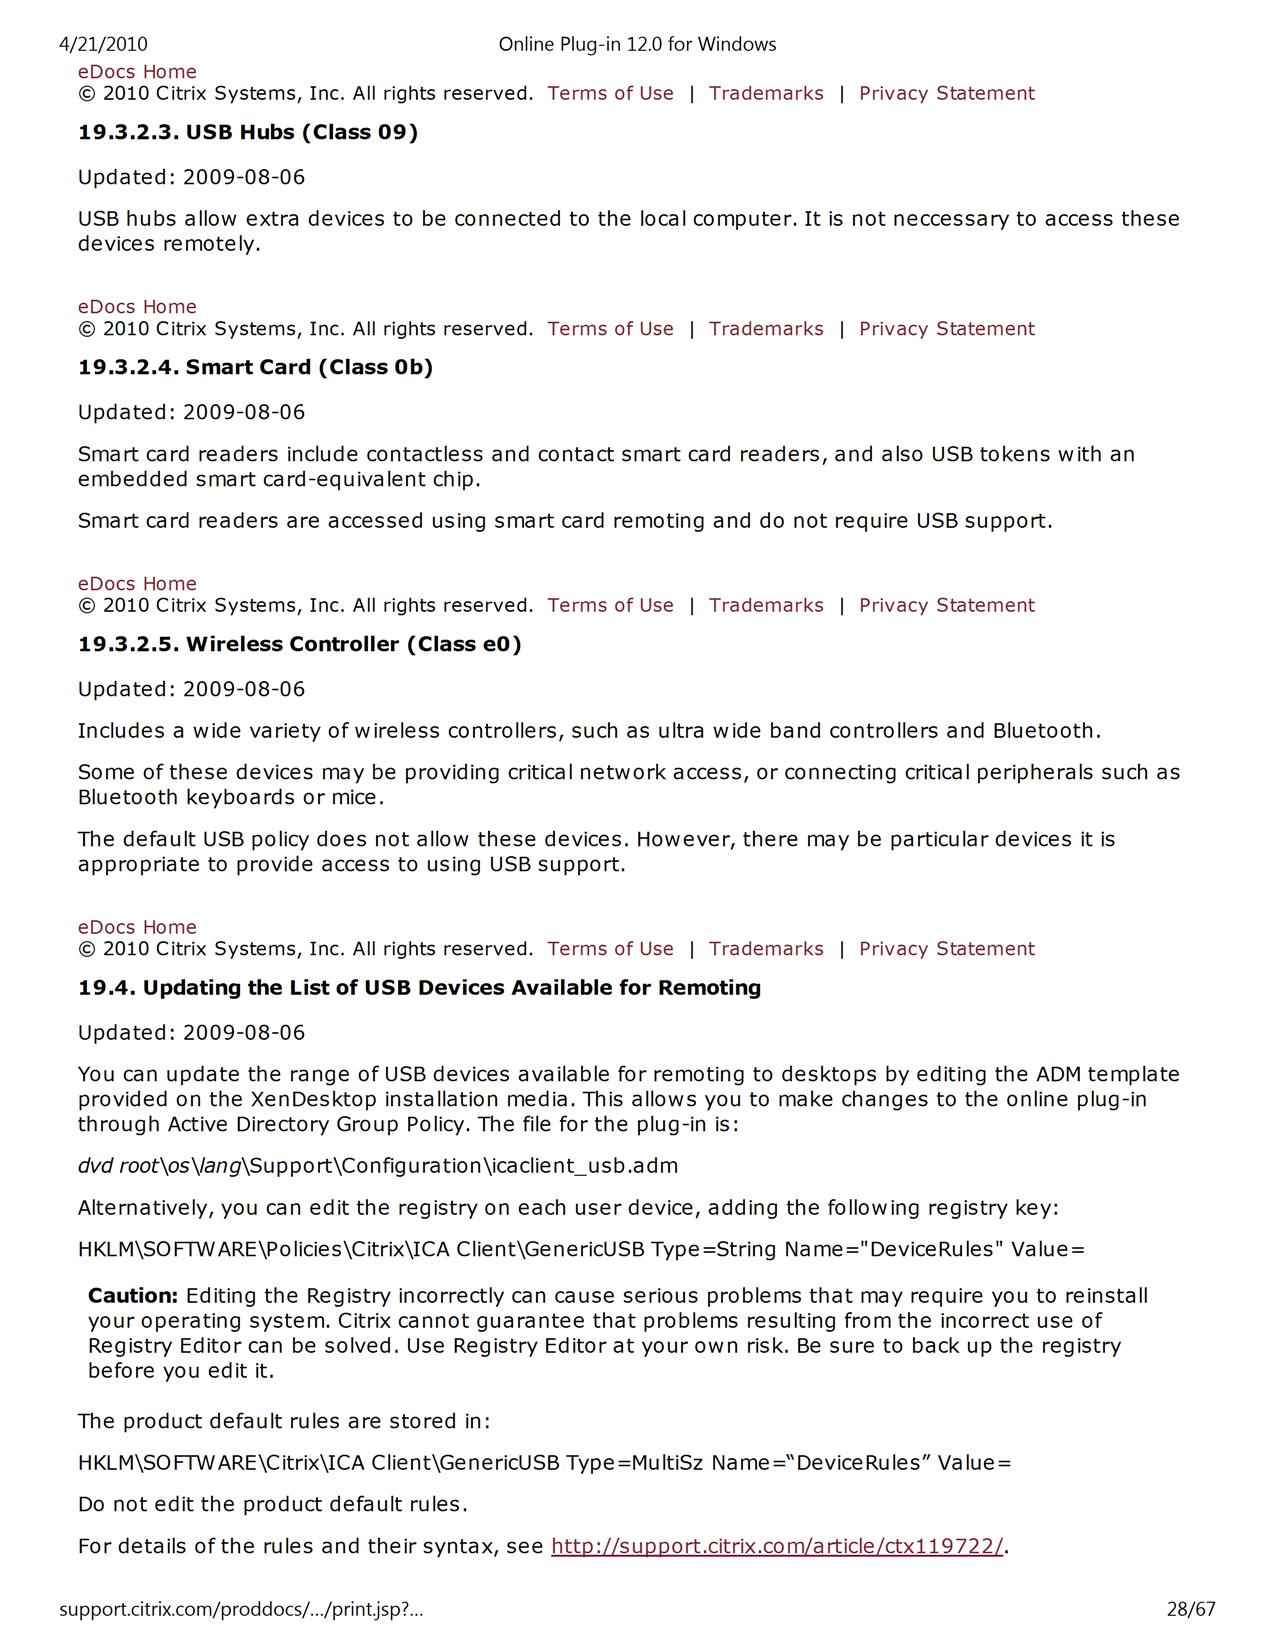 4/21/2010 Online Plug-in 12.0 for Windows
eDocs Home
© 2010 Citrix Systems, Inc. All rights reserved. Terms of Use | Trademarks | Privacy Statement
19.3.2.3. USB Hubs (Class 09)
Updated: 2009-08-06
USB hubs allow extra devices to be connected to the local computer. It is not neccessary to access these
devices remotely.
eDocs Home
© 2010 Citrix Systems, Inc. All rights reserved. Terms of Use | Trademarks | Privacy Statement
19.3.2.4. Smart Card (Class 0b)
Updated: 2009-08-06
Smart card readers include contactless and contact smart card readers, and also USB tokens with an
embedded smart card-equivalent chip.
Smart card readers are accessed using smart card remoting and do not require USB support.
eDocs Home
© 2010 Citrix Systems, Inc. All rights reserved. Terms of Use | Trademarks | Privacy Statement
19.3.2.5. Wireless Controller (Class e0)
Updated: 2009-08-06
Includes a wide variety of wireless controllers, such as ultra wide band controllers and Bluetooth.
Some of these devices may be providing critical network access, or connecting critical peripherals such as
Bluetooth keyboards or mice.
The default USB policy does not allow these devices. However, there may be particular devices it is
appropriate to provide access to using USB support.
eDocs Home
© 2010 Citrix Systems, Inc. All rights reserved. Terms of Use | Trademarks | Privacy Statement
19.4. Updating the List of USB Devices Available for Remoting
Updated: 2009-08-06
You can update the range of USB devices available for remoting to desktops by editing the ADM template
provided on the XenDesktop installation media. This allows you to make changes to the online plug-in
through Active Directory Group Policy. The file for the plug-in is:
dvd root\os\lang\Support\Configuration\icaclient_usb.adm
Alternatively, you can edit the registry on each user device, adding the following registry key:
HKLM\SOFTWARE\Policies\Citrix\ICA Client\GenericUSB Type=String Name="DeviceRules" Value=
Caution: Editing the Registry incorrectly can cause serious problems that may require you to reinstall
your operating system. Citrix cannot guarantee that problems resulting from the incorrect use of
Registry Editor can be solved. Use Registry Editor at your own risk. Be sure to back up the registry
before you edit it.
The product default rules are stored in:
HKLM\SOFTWARE\Citrix\ICA Client\GenericUSB Type=MultiSz Name=“DeviceRules” Value=
Do not edit the product default rules.
For details of the rules and their syntax, see http://support.citrix.com/article/ctx119722/.
support.citrix.com/proddocs/…/print.jsp?… 28/67